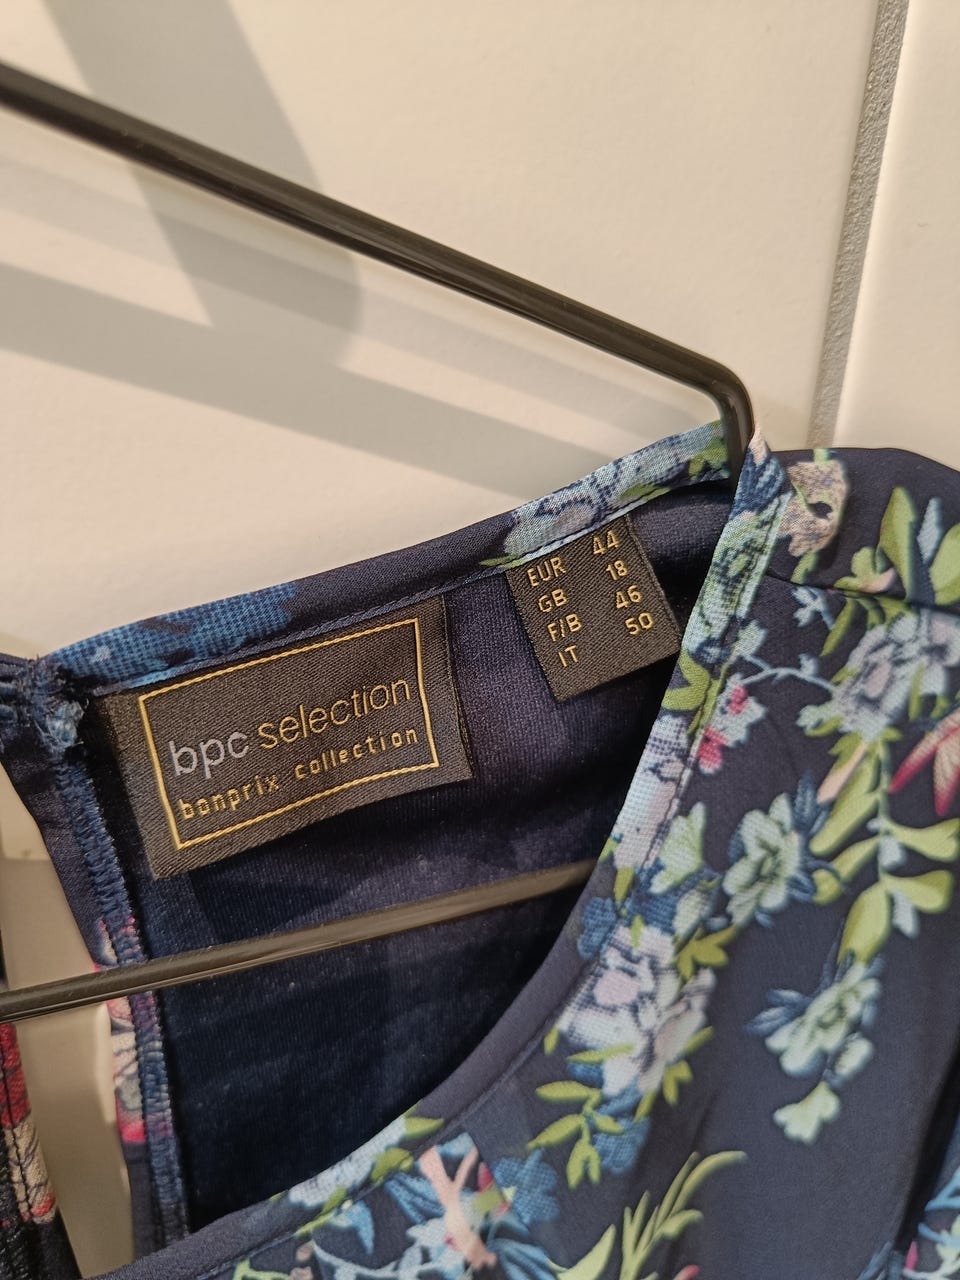 bpc selection
bonprix collection
EUR 44
GB 18
F/B 46
IT 50